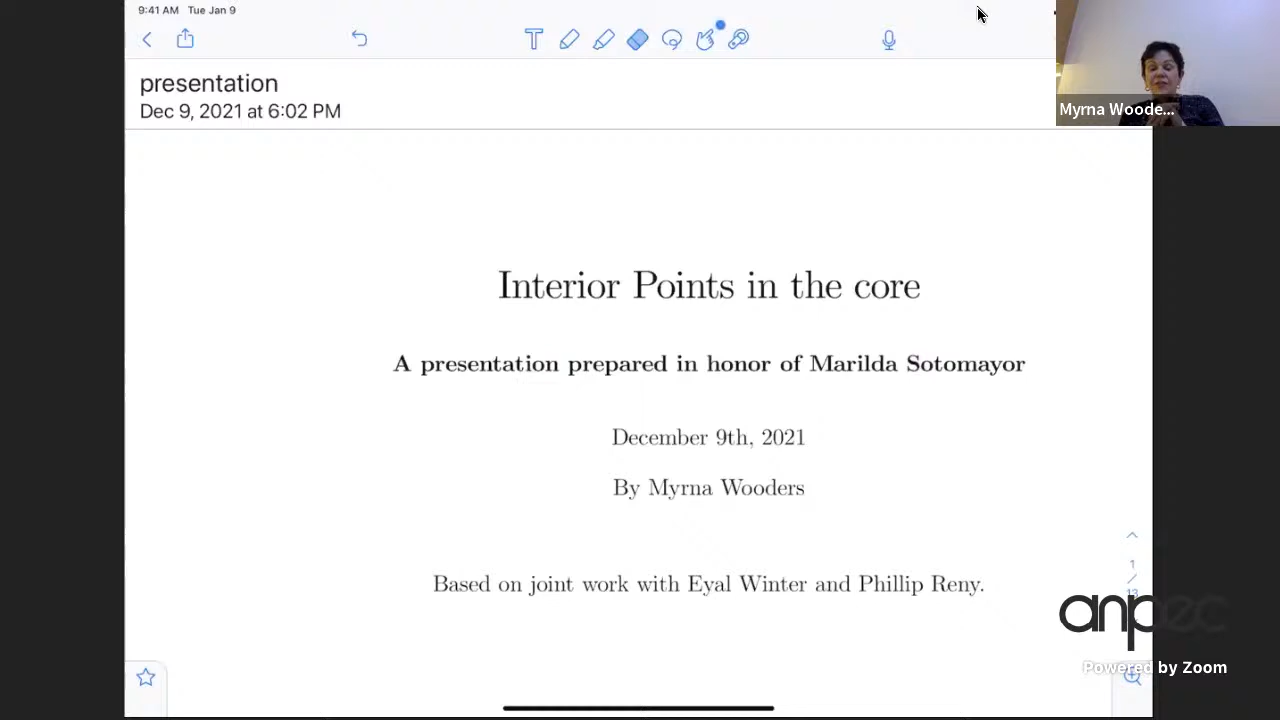 9:41 AM Tue Jan 9
presentation
Dec 9, 2021 at 6:02 PM
Myrna Woode...
Interior Points in the core
A presentation prepared in honor of Marilda Sotomayor
December 9th, 2021
By Myrna Wooders
Based on joint work with Eyal Winter and Phillip Reny.
1
/
13
anpec
Powered by Zoom